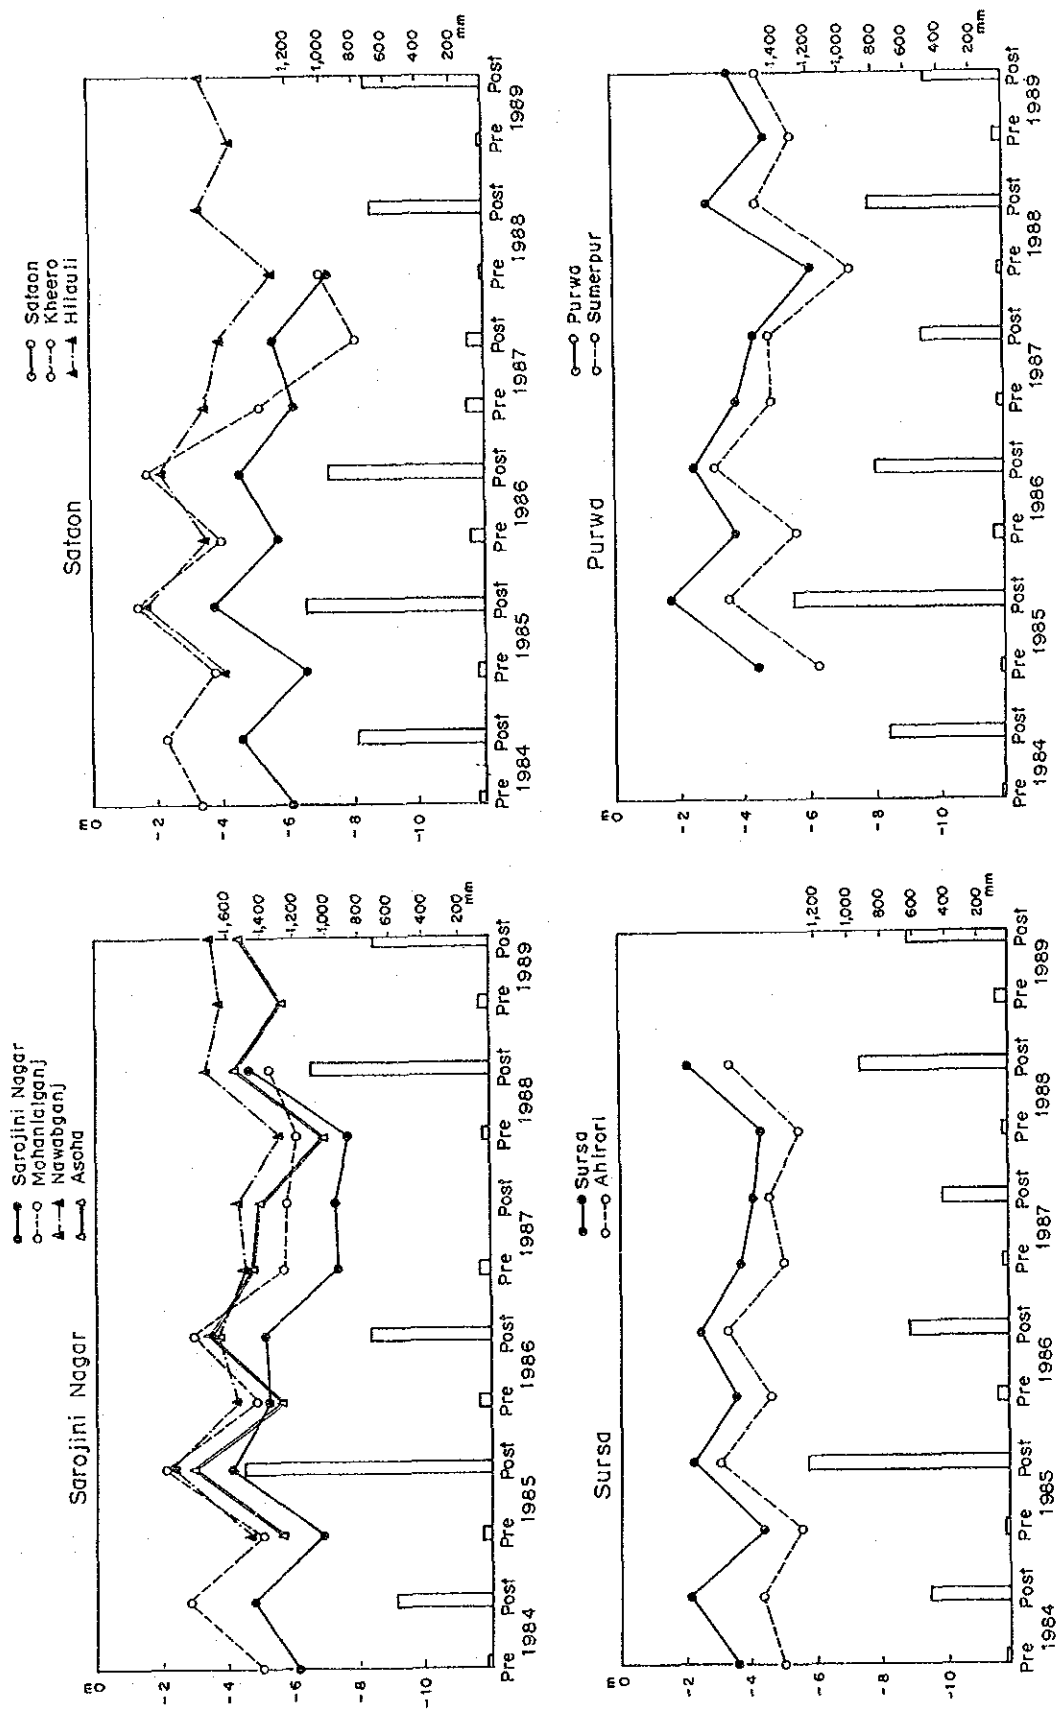 Sarojini Nagar
Sarojini Nagar
Mohanlalganj
Nawabganj
Asoha
m
0
-2
-4
-6
-8
-10
1,600
1,400
1,200
1,000
800
600
400
200
mm
Pre Post Pre Post Pre Post Pre Post Pre Post Pre Post
1984 1985 1986 1987 1988 1989
Sataon
Sataon
Kheero
Hilauli
m
0
-2
-4
-6
-8
-10
1,200
1,000
800
600
400
200
mm
Pre Post Pre Post Pre Post Pre Post Pre Post Pre Post
1984 1985 1986 1987 1988 1989
Sursa
Sursa
Ahirori
m
0
-2
-4
-6
-8
-10
1,200
1,000
800
600
400
200
mm
Pre Post Pre Post Pre Post Pre Post Pre Post Pre Post
1984 1985 1986 1987 1988 1989
Purwa
Purwa
Sumerpur
m
0
-2
-4
-6
-8
-10
1,400
1,200
1,000
800
600
400
200
mm
Pre Post Pre Post Pre Post Pre Post Pre Post Pre Post
1984 1985 1986 1987 1988 1989